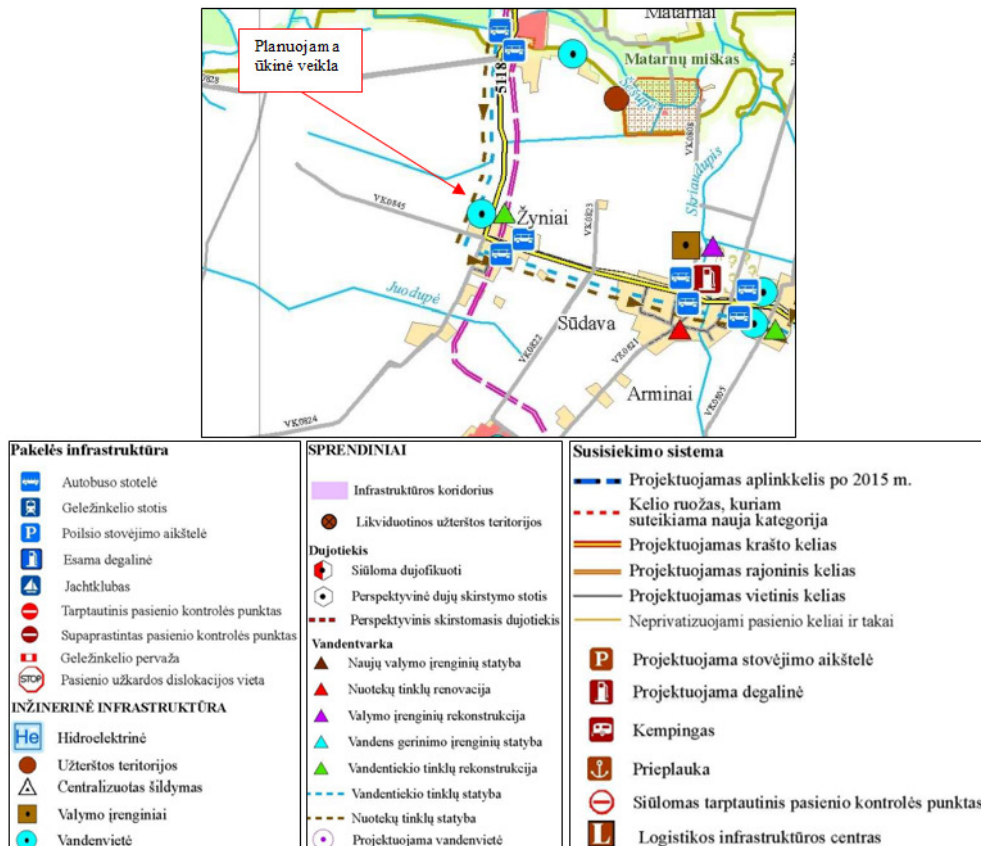 Planuojama
ūkinė veikla
Matarnai
Matarnų miškas
5118
Šešupė
VK0808
Skriaudupis
VK0845
Žyniai
VK0823
Juodupė
Sūdava
VK0822
VK0821
Arminai
VK0805
VK0824
Pakelės infrastruktūra
Autobuso stotelė
Geležinkelio stotis
P Poilsio stovėjimo aikštelė
Esama degalinė
Jachtklubas
Tarptautinis pasienio kontrolės punktas
Supaprastintas pasienio kontrolės punktas
Geležinkelio pervaža
STOP Pasienio užkardos dislokacijos vieta
INŽINERINĖ INFRASTRUKTŪRA
He Hidroelektrinė
Užterštos teritorijos
Centralizuotas šildymas
Valymo įrenginiai
Vandenvietė
SPRENDINIAI
Infrastruktūros koridorius
Likviduotinos užterštos teritorijos
Dujotiekis
Siūloma dujofikuoti
Perspektyvinė dujų skirstymo stotis
Perspektyvinis skirstomasis dujotiekis
Vandentvarka
Naujų valymo įrenginių statyba
Nuotekų tinklų renovacija
Valymo įrenginių rekonstrukcija
Vandens gerinimo įrenginių statyba
Vandentiekio tinklų rekonstrukcija
Vandentiekio tinklų statyba
Nuotekų tinklų statyba
Projektuojama vandenvietė
Susisiekimo sistema
Projektuojamas aplinkkelis po 2015 m.
Kelio ruožas, kuriam
suteikiama nauja kategorija
Projektuojamas krašto kelias
Projektuojamas rajoninis kelias
Projektuojamas vietinis kelias
Neprivatizuojami pasienio keliai ir takai
P Projektuojama stovėjimo aikštelė
Projektuojama degalinė
Kempingas
Prieplauka
Siūlomas tarptautinis pasienio kontrolės punktas
L Logistikos infrastruktūros centras